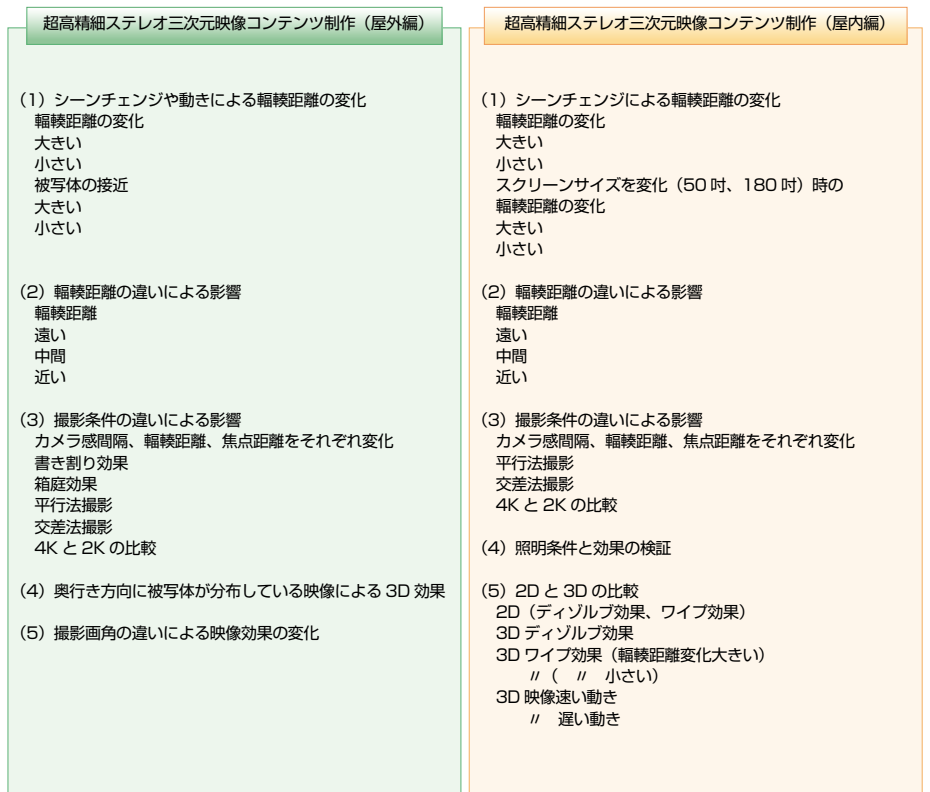 超高精細ステレオ三次元映像コンテンツ制作（屋外編）
（1）シーンチェンジや動きによる輻輳距離の変化
輻輳距離の変化
大きい
小さい
被写体の接近
大きい
小さい
（2）輻輳距離の違いによる影響
輻輳距離
遠い
中間
近い
（3）撮影条件の違いによる影響
カメラ感間隔、輻輳距離、焦点距離をそれぞれ変化
書き割り効果
箱庭効果
平行法撮影
交差法撮影
4K と 2K の比較
（4）奥行き方向に被写体が分布している映像による 3D 効果
（5）撮影画角の違いによる映像効果の変化
超高精細ステレオ三次元映像コンテンツ制作（屋内編）
（1）シーンチェンジによる輻輳距離の変化
輻輳距離の変化
大きい
小さい
スクリーンサイズを変化（50 吋、180 吋）時の
輻輳距離の変化
大きい
小さい
（2）輻輳距離の違いによる影響
輻輳距離
遠い
中間
近い
（3）撮影条件の違いによる影響
カメラ感間隔、輻輳距離、焦点距離をそれぞれ変化
平行法撮影
交差法撮影
4K と 2K の比較
（4）照明条件と効果の検証
（5）2D と 3D の比較
2D（ディゾルブ効果、ワイプ効果）
3D ディゾルブ効果
3D ワイプ効果（輻輳距離変化大きい）
〃（　〃　小さい）
3D 映像速い動き
〃　遅い動き